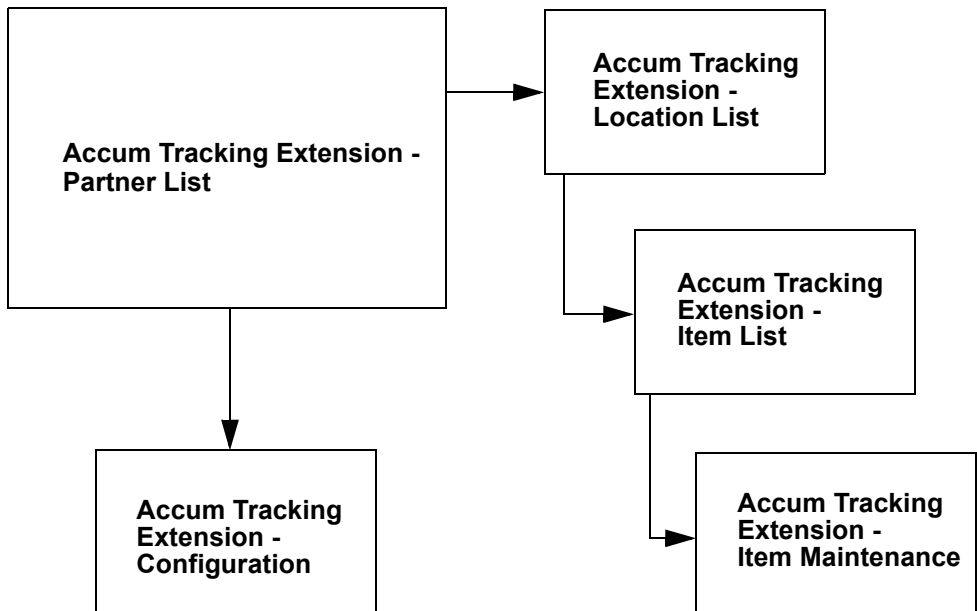 Accum Tracking Extension -
Partner List
Accum Tracking
Extension -
Location List
Accum Tracking
Extension -
Item List
Accum Tracking
Extension -
Configuration
Accum Tracking
Extension -
Item Maintenance